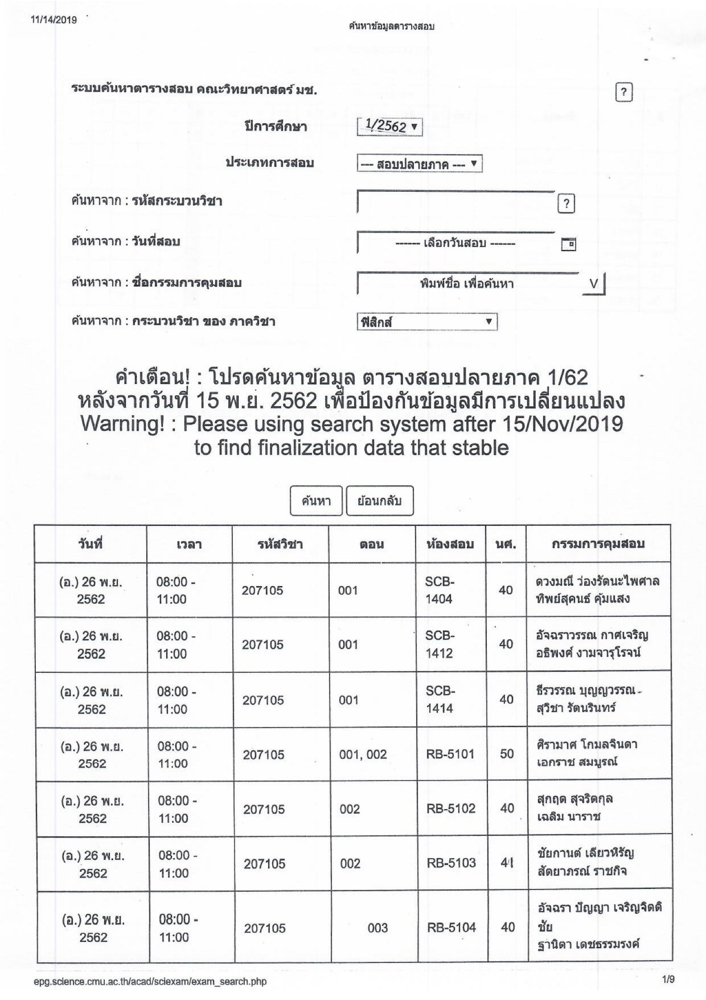 11/14/2019
ค้นหาข้อมูลตารางสอบ
ระบบค้นหาตารางสอบ คณะวิทยาศาสตร์ มช.
?
ปีการศึกษา 1/2562 ▼
ประเภทการสอบ --- สอบปลายภาค --- ▼
ค้นหาจาก : รหัสกระบวนวิชา ?
ค้นหาจาก : วันที่สอบ ------ เลือกวันสอบ ------
ค้นหาจาก : ชื่อกรรมการคุมสอบ พิมพ์ชื่อ เพื่อค้นหา V
ค้นหาจาก : กระบวนวิชา ของ ภาควิชา ฟิสิกส์ ▼
คำเตือน! : โปรดค้นหาข้อมูล ตารางสอบปลายภาค 1/62
หลังจากวันที่ 15 พ.ย. 2562 เพื่อป้องกันข้อมูลมีการเปลี่ยนแปลง
Warning! : Please using search system after 15/Nov/2019
to find finalization data that stable
ค้นหา ย้อนกลับ
วันที่ เวลา รหัสวิชา ตอน ห้องสอบ นศ. กรรมการคุมสอบ
(อ.) 26 พ.ย. 08:00 - SCB- ดวงมณี ว่องรัตนะไพศาล
207105 001 40
2562 11:00 1404 ทิพย์สุคนธ์ คุ้มแสง
(อ.) 26 พ.ย. 08:00 - SCB- อัจฉราวรรณ กาศเจริญ
207105 001 40
2562 11:00 1412 อธิพงศ์ งามจารุโรจน์
(อ.) 26 พ.ย. 08:00 - SCB- ธีรวรรณ บุญญวรรณ
207105 001 40
2562 11:00 1414 สุวิชา รัตนรินทร์
(อ.) 26 พ.ย. 08:00 - ศิรามาศ โกมลจินดา
207105 001, 002 RB-5101 50
2562 11:00 เอกราช สมบูรณ์
(อ.) 26 พ.ย. 08:00 - สุกฤต สุจริตกุล
207105 002 RB-5102 40
2562 11:00 เฉลิม นาราช
(อ.) 26 พ.ย. 08:00 - ชัยกานต์ เลียวหิรัญ
207105 002 RB-5103 41
2562 11:00 สัตยาภรณ์ ราชกิจ
(อ.) 26 พ.ย. 08:00 - อัจฉรา ปัญญา เจริญจิตติ
207105 003 RB-5104 40 ชัย
2562 11:00 ฐานิตา เดชธรรมรงค์
epg.science.cmu.ac.th/acad/sciexam/exam_search.php 1/9